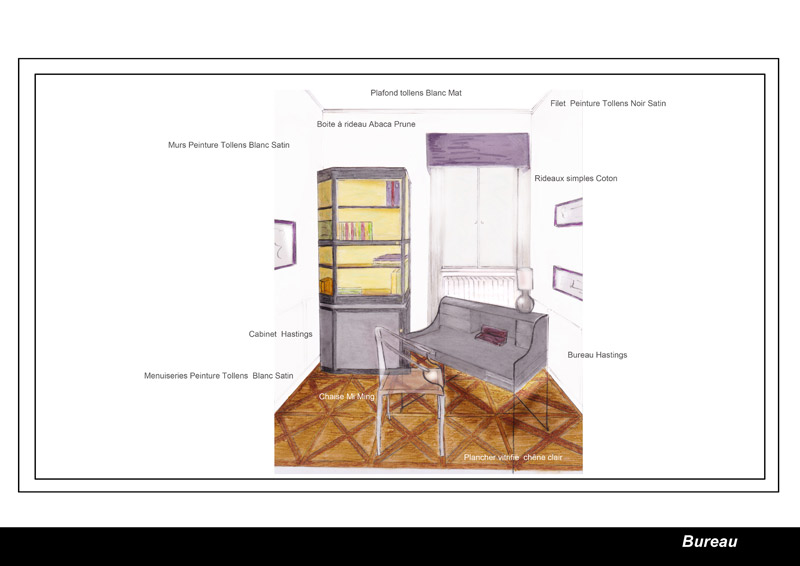 Plafond tollens Blanc Mat
Filet Peinture Tollens Noir Satin
Boite à rideau Abaca Prune
Murs Peinture Tollens Blanc Satin
Rideaux simples Coton
Cabinet Hastings
Bureau Hastings
Menuiseries Peinture Tollens Blanc Satin
Chaise Mi Ming
Plancher vitrifié chêne clair
Bureau